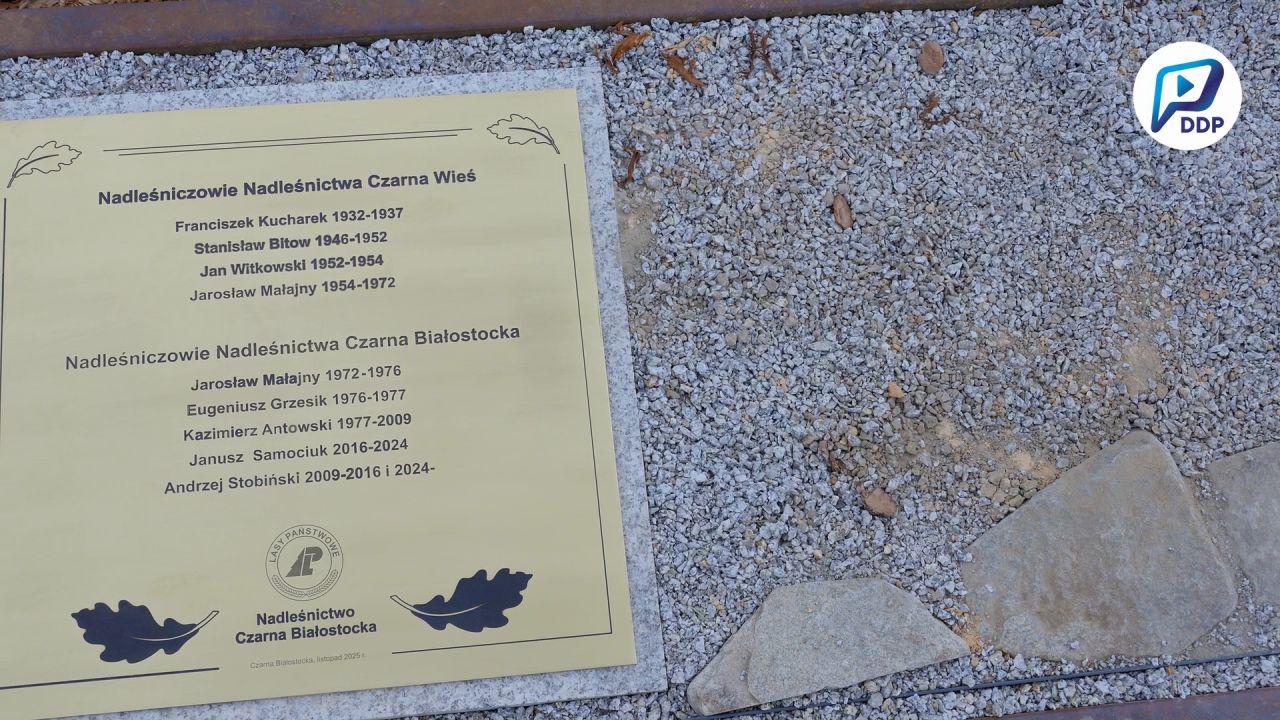 Nadleśniczowie Nadleśnictwa Czarna Wieś
Franciszek Kucharek 1932-1937
Stanisław Bitow 1946-1952
Jan Witkowski 1952-1954
Jarosław Małajny 1954-1972
Nadleśniczowie Nadleśnictwa Czarna Białostocka
Jarosław Małajny 1972-1976
Eugeniusz Grzesik 1976-1977
Kazimierz Antowski 1977-2009
Janusz Samociuk 2016-2024
Andrzej Stobiński 2009-2016 i 2024-
LASY PAŃSTWOWE
Nadleśnictwo
Czarna Białostocka
Czarna Białostocka, listopad 2025 r.
DDP